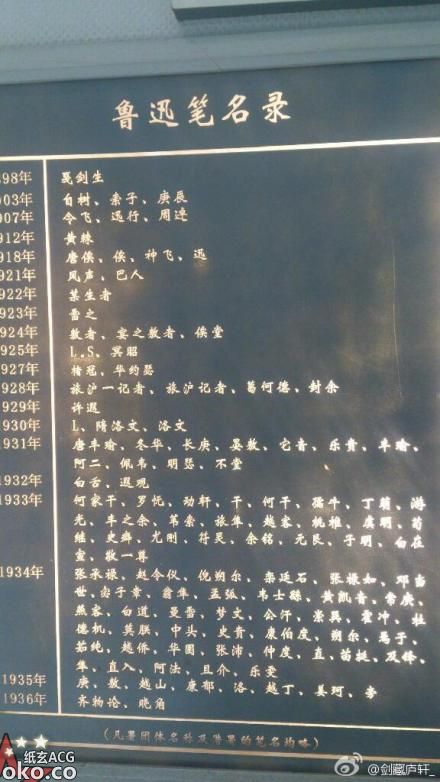 鲁迅笔名录
898年 戛剑生
903年 自树、索子、庚辰
907年 令飞、迅行、周逴
912年 黄棘
918年 唐俟、俟、神飞、迅
921年 风声、巴人
922年 某生者
923年 雪之
924年 敖者、宴之敖者、俟堂
925年 L.S、冥昭
927年 楮冠、华约瑟
928年 旅沪一记者、旅沪记者、葛何德、封余
929年 许遐
1930年 L、隋洛文、洛文
1931年 唐丰瑜、冬华、长庚、晏敖、它音、乐贲、丰瑜、
阿二、佩韦、明瑟、不堂
1932年 白舌、遐观
1933年 何家干、罗怃、动轩、干、何干、孺牛、丁萌、游
光、丰之余、苇索、旅隼、越客、桃椎、虞明、荀
继、史癖、尤刚、符灵、余铭、元艮、子明、白在
宣、敬一尊
1934年 张承禄、赵令仪、倪朔尔、栾廷石、张禄如、邓当
世、宓子章、翁隼、孟弧、韦士繇、黄凯音、常庚、
燕客、白道、曼雪、梦文、公汗、崇巽、霍冲、杜
德机、莫朕、中头、史贲、康伯度、朔尔、焉于、
茹纯、越侨、华圉、张沛、仲度、直、苗挺、及锋、
隼、直入、阿法、且介、乐雯
1935年 庚、敖、越山、康郁、洛、越丁、姜珂、旁
1936年 齐物论、晓角
(凡署团体名称及借署的笔名均略)
纸玄ACG
oko.co
@剑藏庐轩